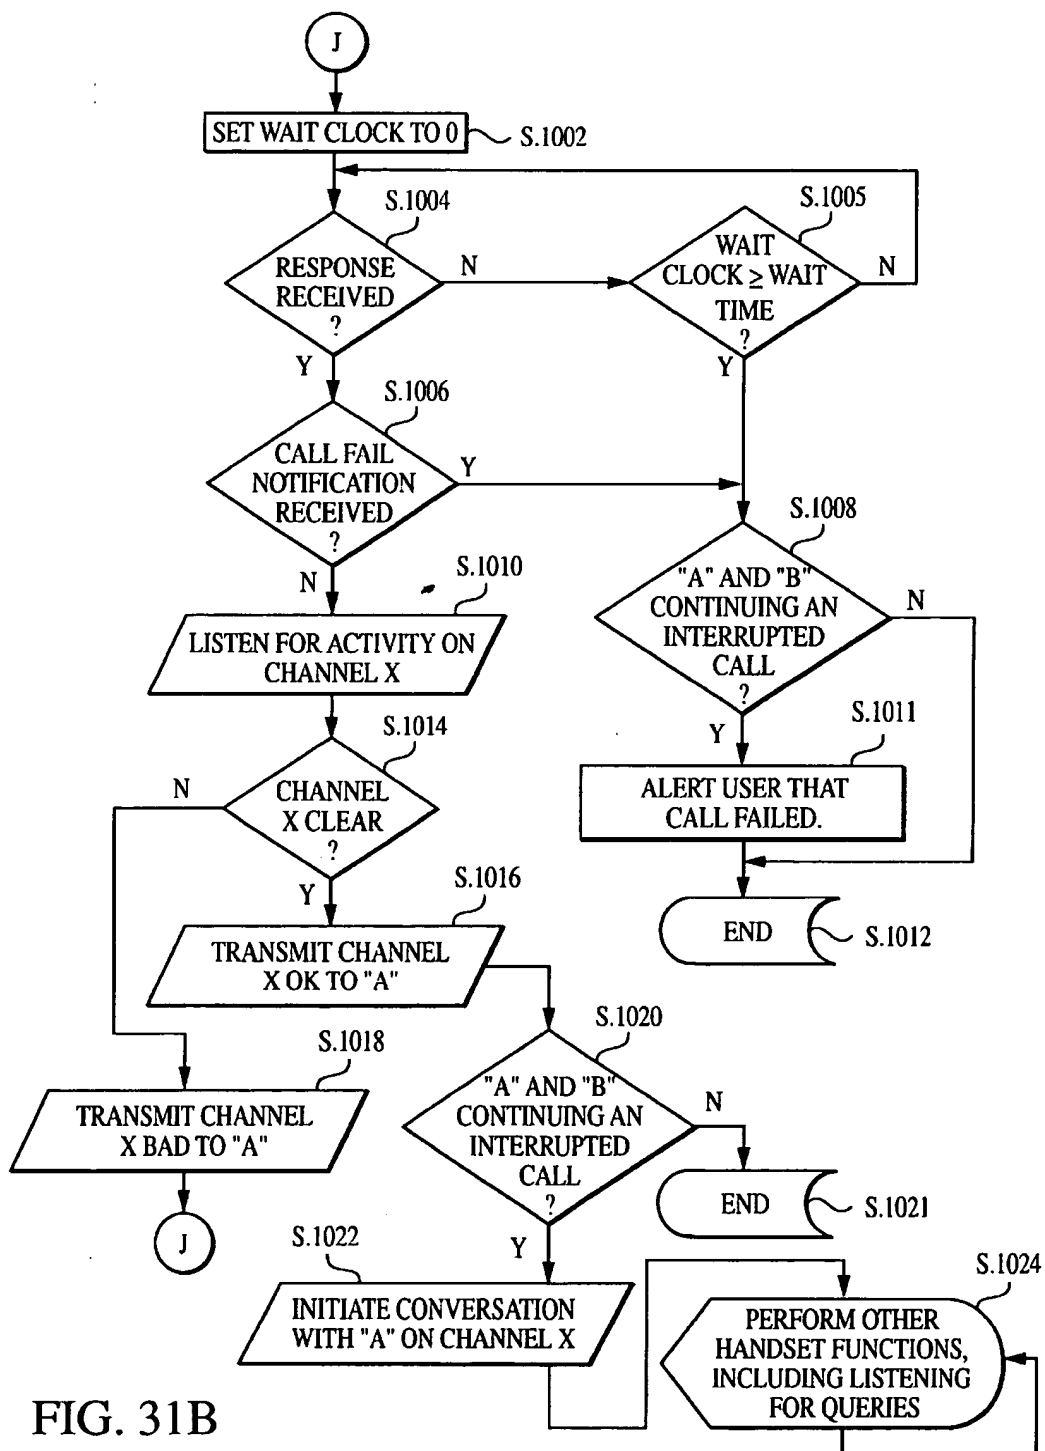 J
SET WAIT CLOCK TO 0
S.1002
S.1004
RESPONSE
RECEIVED
?
N
Y
S.1005
WAIT
CLOCK ≥ WAIT
TIME
?
N
Y
S.1006
CALL FAIL
NOTIFICATION
RECEIVED
?
Y
N
S.1008
"A" AND "B"
CONTINUING AN
INTERRUPTED
CALL
?
N
Y
S.1010
LISTEN FOR ACTIVITY ON
CHANNEL X
S.1011
ALERT USER THAT
CALL FAILED.
S.1014
CHANNEL
X CLEAR
?
N
Y
END
S.1012
S.1016
TRANSMIT CHANNEL
X OK TO "A"
S.1018
TRANSMIT CHANNEL
X BAD TO "A"
J
S.1020
"A" AND "B"
CONTINUING AN
INTERRUPTED
CALL
?
N
Y
END
S.1021
S.1022
INITIATE CONVERSATION
WITH "A" ON CHANNEL X
S.1024
PERFORM OTHER
HANDSET FUNCTIONS,
INCLUDING LISTENING
FOR QUERIES
FIG. 31B